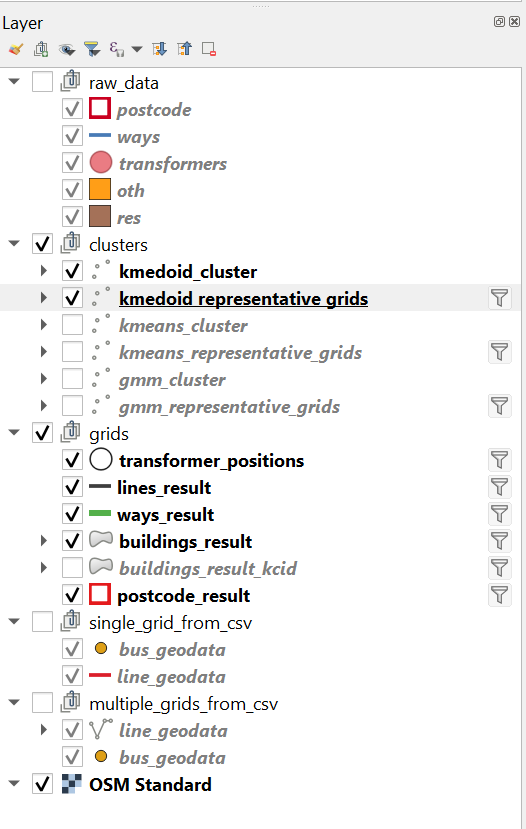 Layer
raw_data
postcode
ways
transformers
oth
res
clusters
kmedoid_cluster
kmedoid representative grids
kmeans_cluster
kmeans_representative_grids
gmm_cluster
gmm_representative_grids
grids
transformer_positions
lines_result
ways_result
buildings_result
buildings_result_kcid
postcode_result
single_grid_from_csv
bus_geodata
line_geodata
multiple_grids_from_csv
line_geodata
bus_geodata
OSM Standard